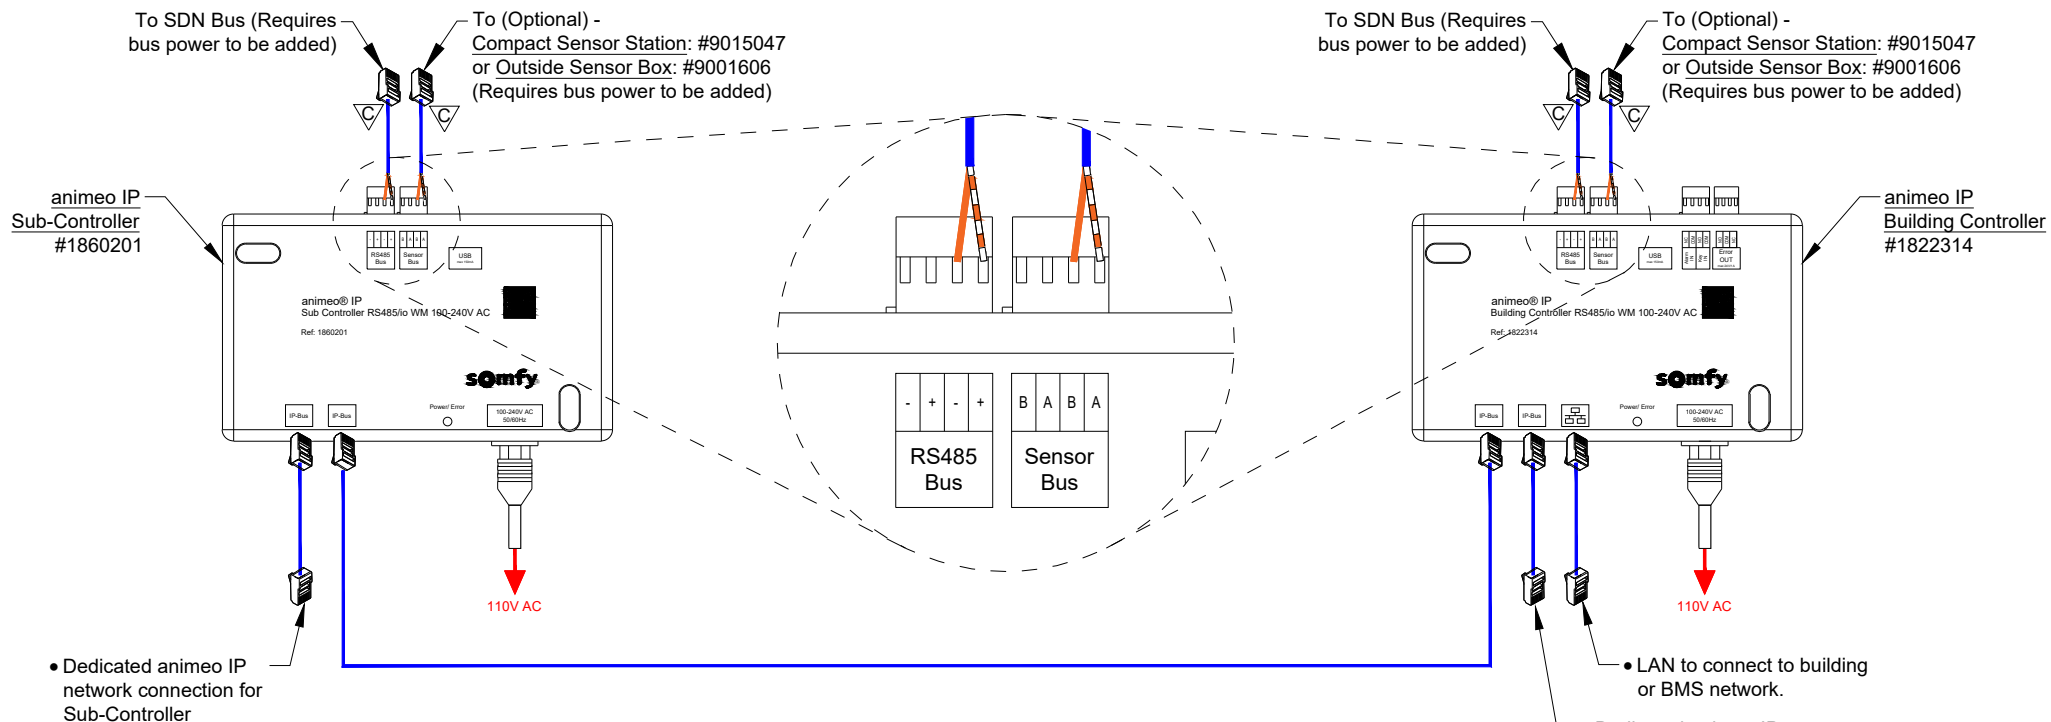 To SDN Bus (Requires
bus power to be added)
To (Optional) -
Compact Sensor Station: #9015047
or Outside Sensor Box: #9001606
(Requires bus power to be added)
To SDN Bus (Requires
bus power to be added)
To (Optional) -
Compact Sensor Station: #9015047
or Outside Sensor Box: #9001606
(Requires bus power to be added)
C
C
C
C
animeo IP
Sub-Controller
#1860201
- + - +
RS485
Bus
B A B A
Sensor
Bus
USB
animeo® IP
Sub Controller RS485/io WM 100-240V AC
Ref: 1860201
somfy
IP-Bus
IP-Bus
Power/ Error
100-240V AC
50/60Hz
110V AC
- + - +
RS485
Bus
B A B A
Sensor
Bus
animeo IP
Building Controller
#1822314
- + - +
RS485
Bus
B A B A
Sensor
Bus
USB
Alarm
IN
Key
IN
Error
OUT
animeo® IP
Building Controller RS485/io WM 100-240V AC
Ref: 1822314
somfy
IP-Bus
IP-Bus
Power/ Error
100-240V AC
50/60Hz
110V AC
• Dedicated animeo IP
network connection for
Sub-Controller
• LAN to connect to building
or BMS network.